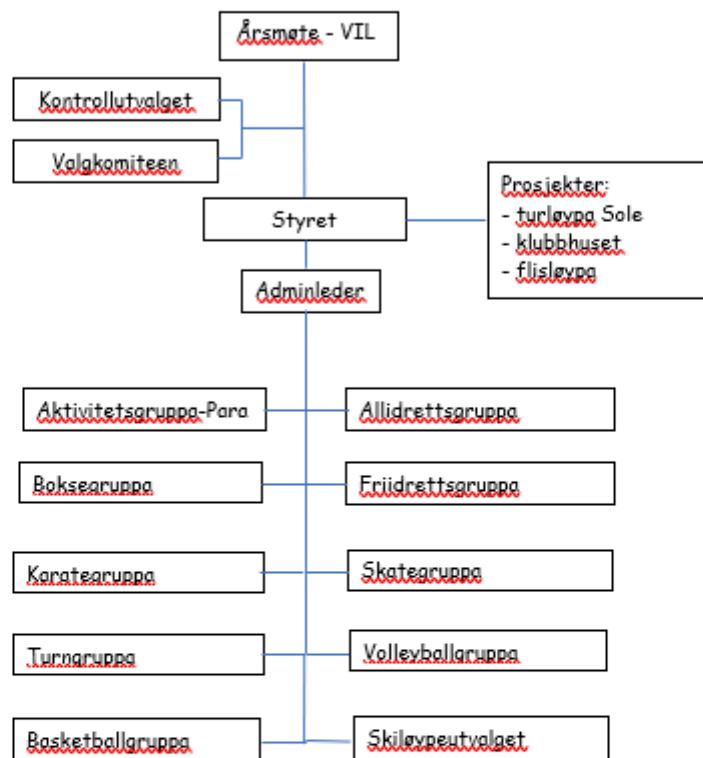 Årsmøte - VIL
Kontrollutvalget
Valgkomiteen
Prosjekter:
- turløypa Sole
- klubbhuset
- flisløypa
Styret
Adminleder
Aktivitetsgruppa-Para
Allidrettsgruppa
Boksegruppa
Friidrettsgruppa
Karategruppa
Skategruppa
Turngruppa
Volleyballgruppa
Basketballgruppa
Skiløypeutvalget